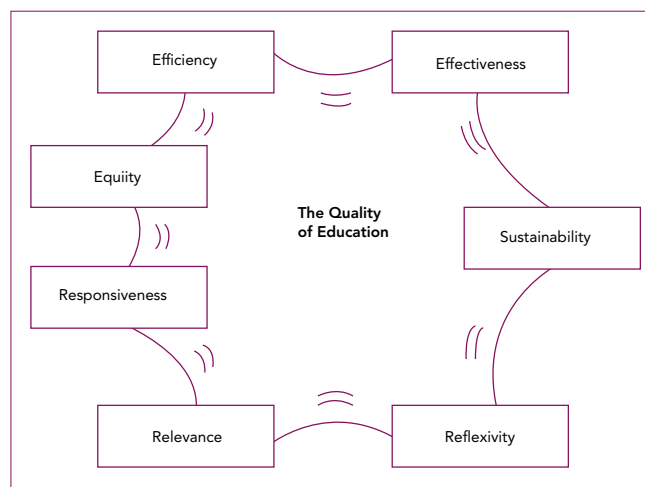 Efficiency
Effectiveness
Equiity
The Quality
of Education
Sustainability
Responsiveness
Relevance
Reflexivity